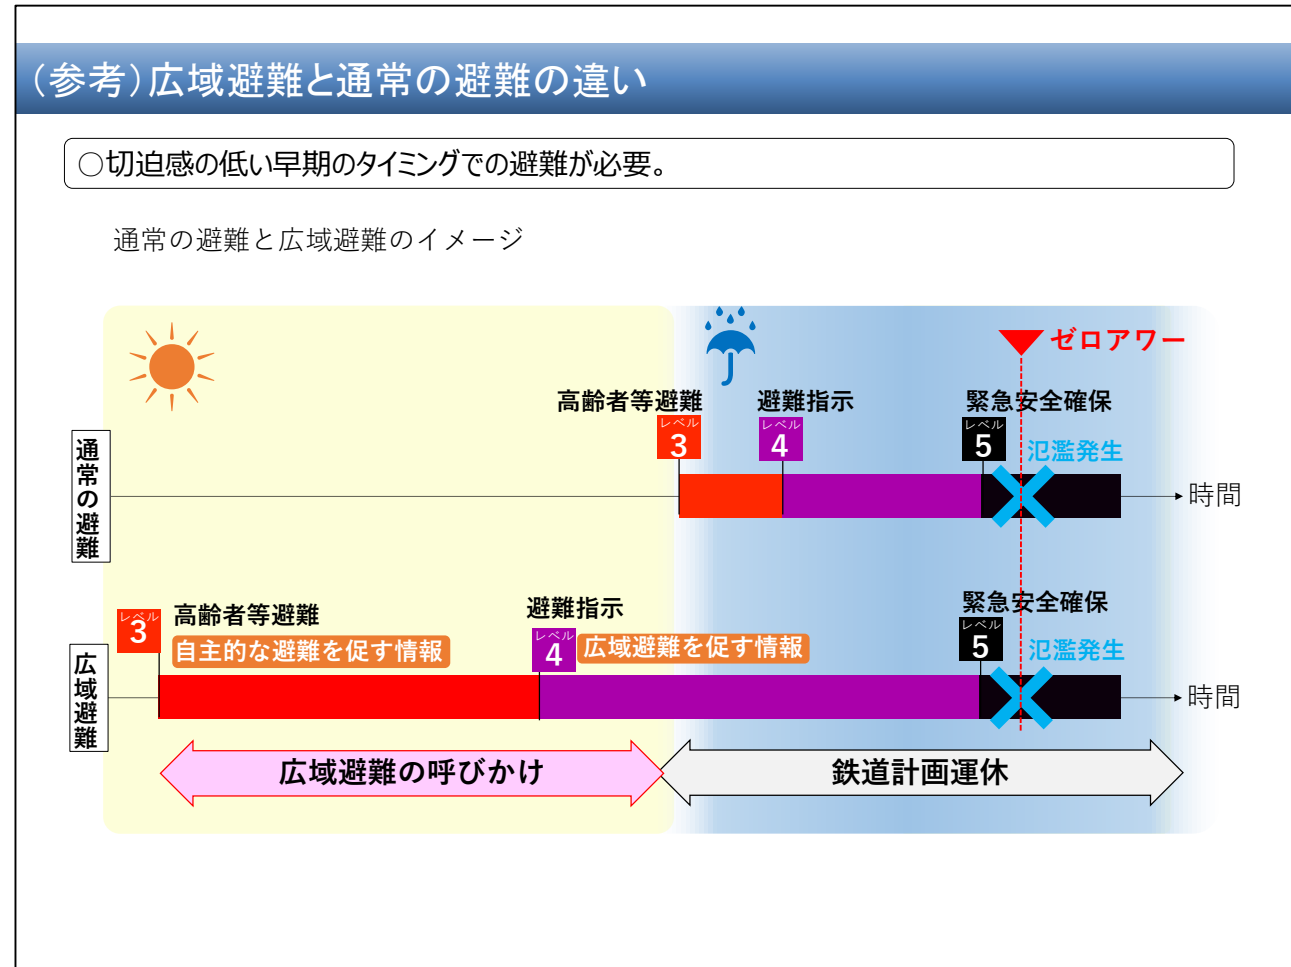 （参考）広域避難と通常の避難の違い
○切迫感の低い早期のタイミングでの避難が必要。
通常の避難と広域避難のイメージ
ゼロアワー
高齢者等避難
避難指示
緊急安全確保
レベル
3
レベル
4
レベル
5
氾濫発生
通常の避難
時間
レベル
3
高齢者等避難
自主的な避難を促す情報
避難指示
レベル
4
広域避難を促す情報
緊急安全確保
レベル
5
氾濫発生
広域避難
時間
広域避難の呼びかけ
鉄道計画運休